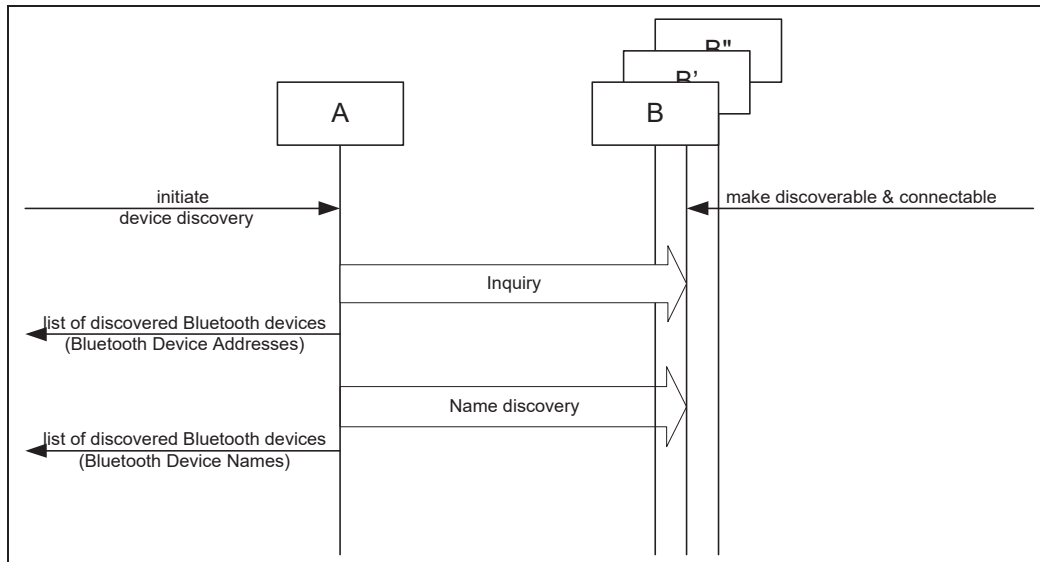 B"
B’
A
B
initiate
device discovery
make discoverable & connectable
Inquiry
list of discovered Bluetooth devices
(Bluetooth Device Addresses)
Name discovery
list of discovered Bluetooth devices
(Bluetooth Device Names)